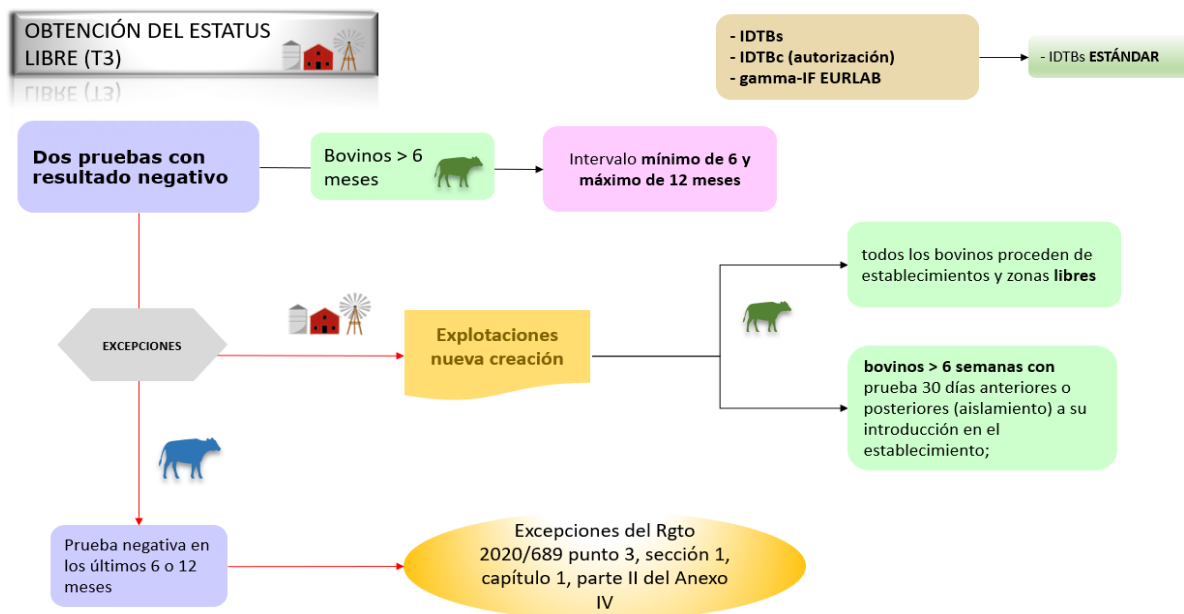 OBTENCIÓN DEL ESTATUS
LIBRE (T3)
- IDTBs
- IDTBc (autorización)
- gamma-IF EURLAB
- IDTBs ESTÁNDAR
Dos pruebas con
resultado negativo
Bovinos > 6
meses
Intervalo mínimo de 6 y
máximo de 12 meses
todos los bovinos proceden de
establecimientos y zonas libres
EXCEPCIONES
Explotaciones
nueva creación
bovinos > 6 semanas con
prueba 30 días anteriores o
posteriores (aislamiento) a su
introducción en el
establecimiento;
Prueba negativa en
los últimos 6 o 12
meses
Excepciones del Rgto
2020/689 punto 3, sección 1,
capítulo 1, parte II del Anexo
IV